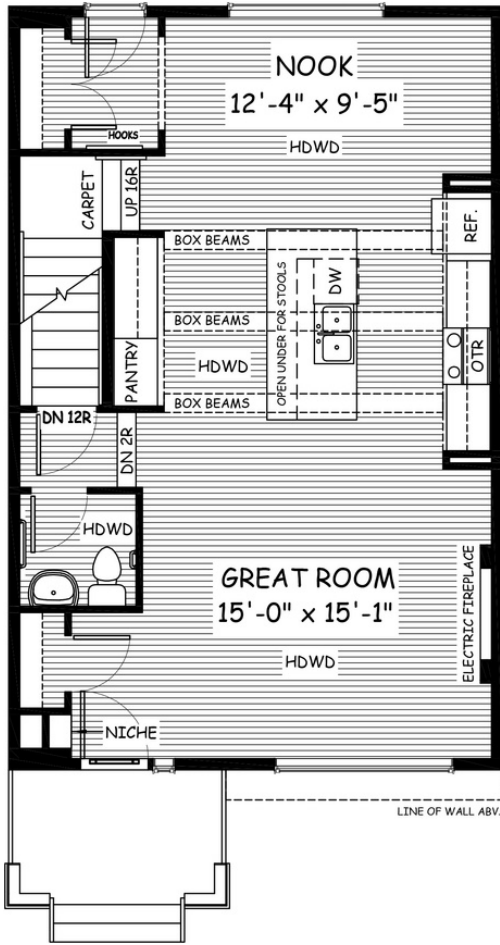 NOOK
12'-4" x 9'-5"
HDWD
HOOKS
CARPET
UP 16R
REF.
BOX BEAMS
OPEN UNDER FOR STOOLS
DW
BOX BEAMS
OTR
PANTRY
HDWD
BOX BEAMS
DN 12R
DN 2R
HDWD
GREAT ROOM
15'-0" x 15'-1"
HDWD
ELECTRIC FIREPLACE
NICHE
LINE OF WALL ABV.